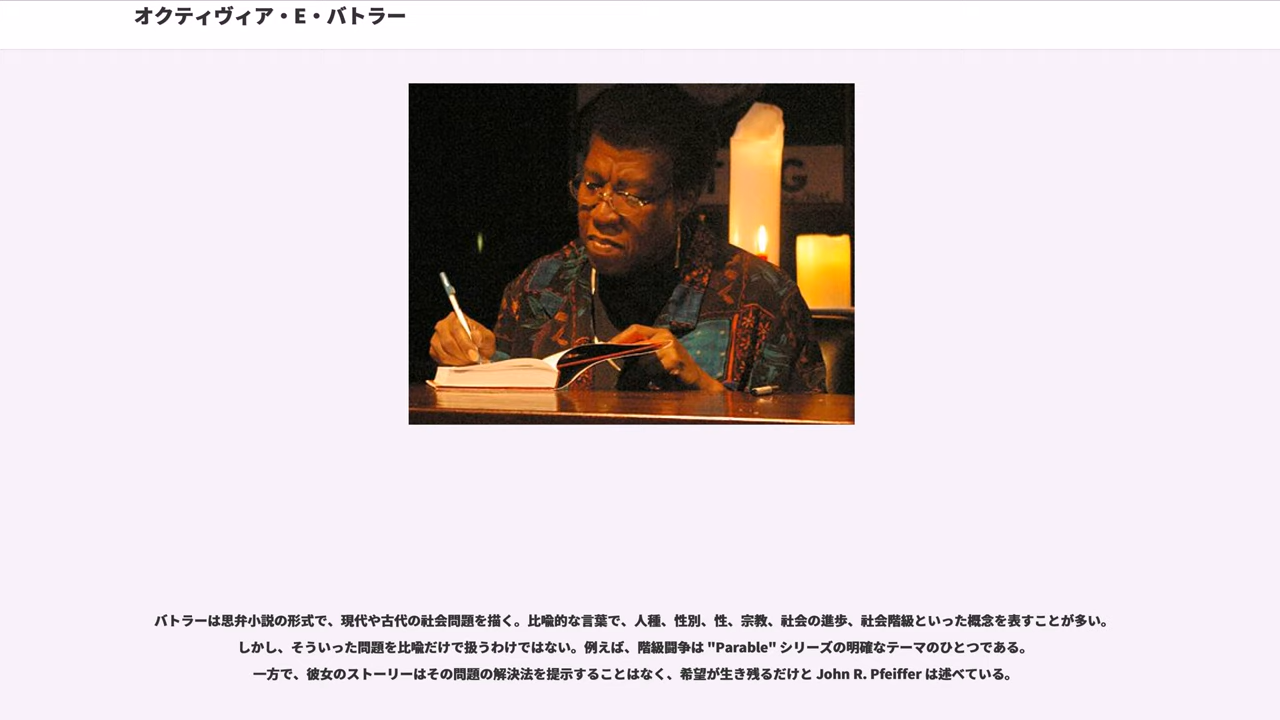 オクティヴィア・E・バトラー
バトラーは思弁小説の形式で、現代や古代の社会問題を描く。比喩的な言葉で、人種、性別、性、宗教、社会の進歩、社会階級といった概念を表すことが多い。
しかし、そういった問題を比喩だけで扱うわけではない。例えば、階級闘争は "Parable" シリーズの明確なテーマのひとつである。
一方で、彼女のストーリーはその問題の解決法を提示することはなく、希望が生き残るだけと John R. Pfeiffer は述べている。